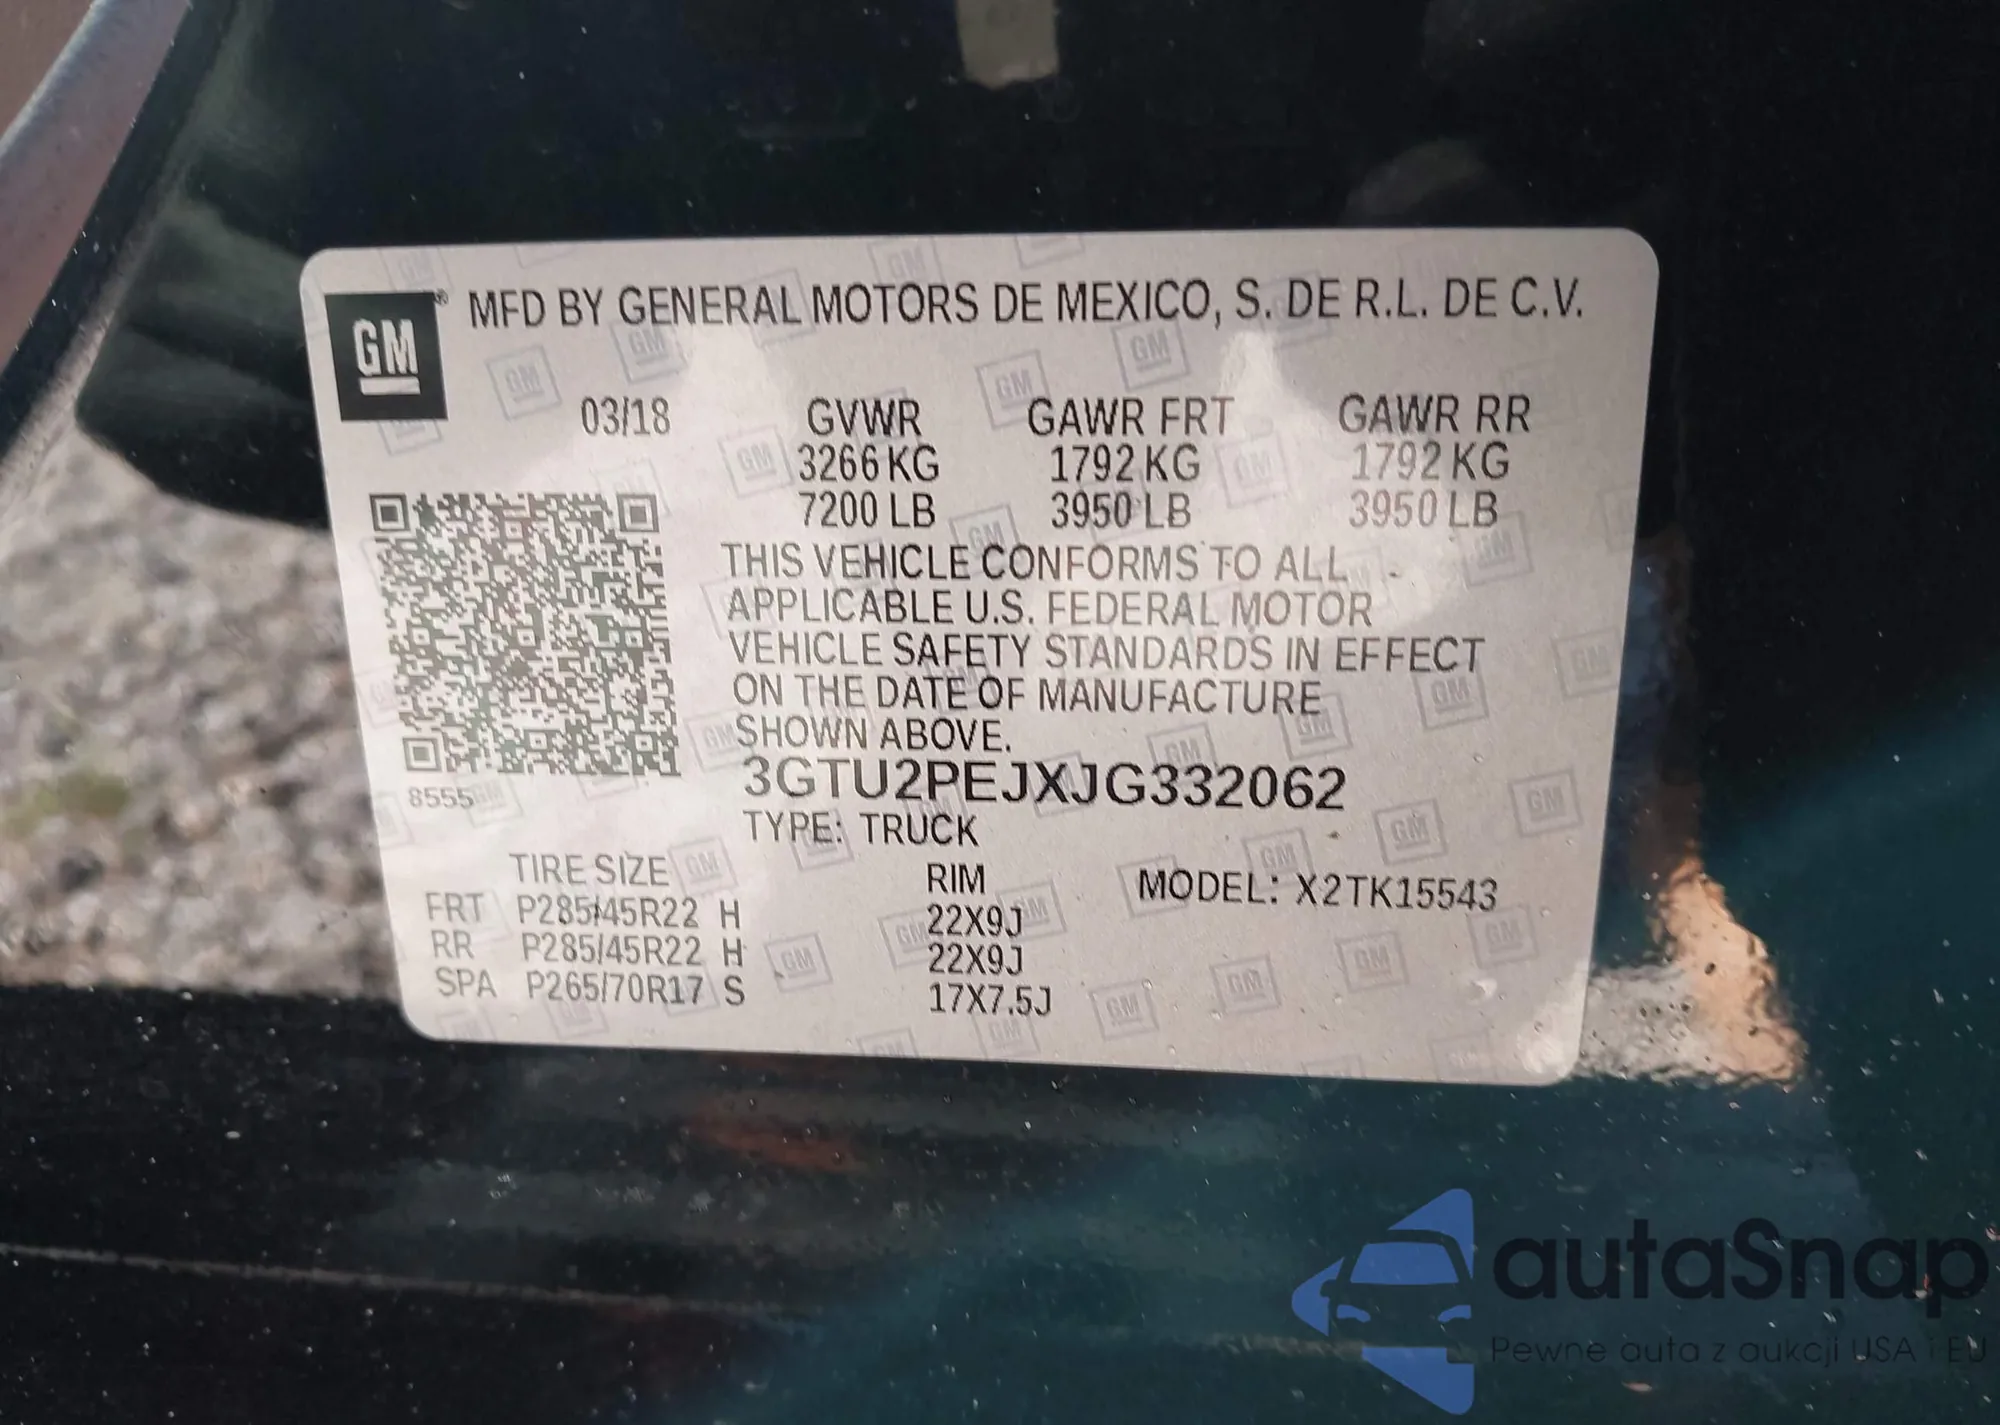 GM® MFD BY GENERAL MOTORS DE MEXICO, S. DE R.L. DE C.V.
03/18 GVWR GAWR FRT GAWR RR
3266 KG 1792 KG 1792 KG
7200 LB 3950 LB 3950 LB
THIS VEHICLE CONFORMS TO ALL
APPLICABLE U.S. FEDERAL MOTOR
VEHICLE SAFETY STANDARDS IN EFFECT
ON THE DATE OF MANUFACTURE
SHOWN ABOVE.
3GTU2PEJXJG332062
8555
TYPE: TRUCK
TIRE SIZE RIM MODEL: X2TK15543
FRT P285/45R22 H 22X9J
RR P285/45R22 H 22X9J
SPA P265/70R17 S 17X7.5J
autaSnap
Pewne auta z aukcji USA i EU